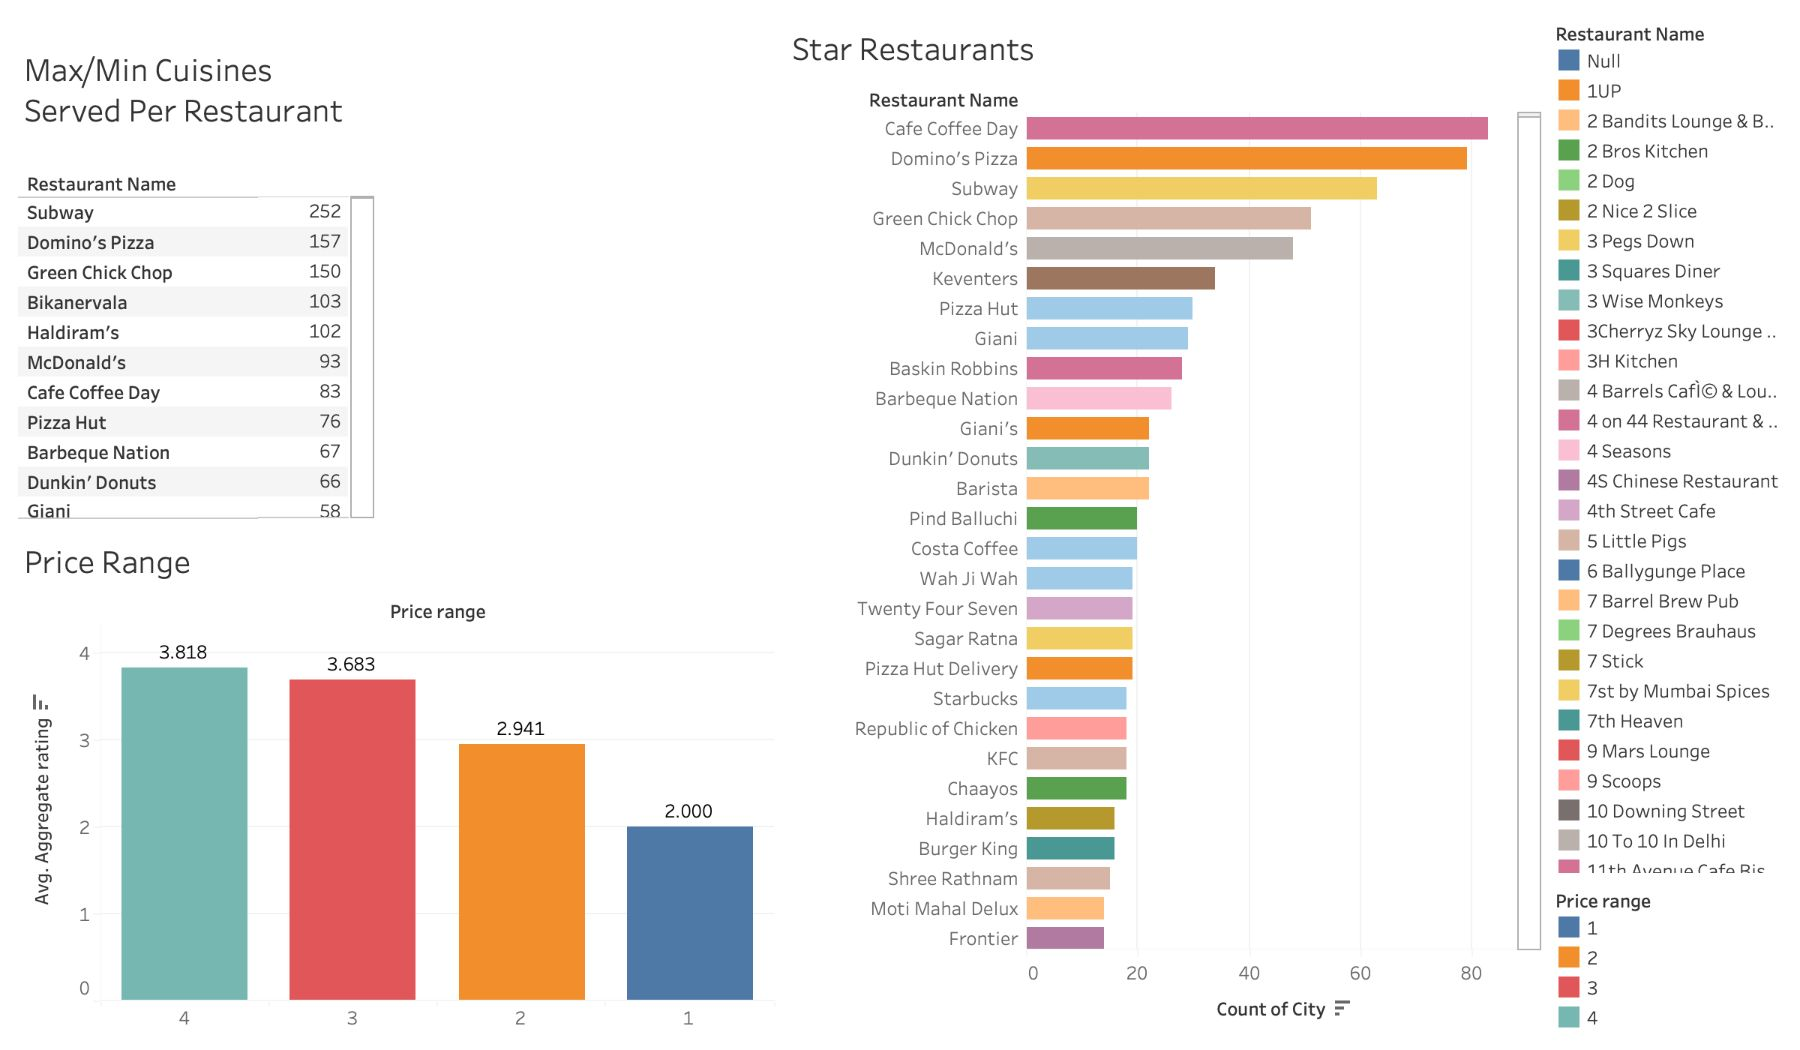 Max/Min Cuisines
Served Per Restaurant
Restaurant Name
Subway 252
Domino's Pizza 157
Green Chick Chop 150
Bikanervala 103
Haldiram's 102
McDonald's 93
Cafe Coffee Day 83
Pizza Hut 76
Barbeque Nation 67
Dunkin' Donuts 66
Giani 58
Price Range
Price range
Avg. Aggregate rating
4
3
2
1
0
3.818
3.683
2.941
2.000
4 3 2 1
Star Restaurants
Restaurant Name
Cafe Coffee Day
Domino's Pizza
Subway
Green Chick Chop
McDonald's
Keventers
Pizza Hut
Giani
Baskin Robbins
Barbeque Nation
Giani's
Dunkin' Donuts
Barista
Pind Balluchi
Costa Coffee
Wah Ji Wah
Twenty Four Seven
Sagar Ratna
Pizza Hut Delivery
Starbucks
Republic of Chicken
KFC
Chaayos
Haldiram's
Burger King
Shree Rathnam
Moti Mahal Delux
Frontier
0 20 40 60 80
Count of City
Restaurant Name
Null
1UP
2 Bandits Lounge & B..
2 Bros Kitchen
2 Dog
2 Nice 2 Slice
3 Pegs Down
3 Squares Diner
3 Wise Monkeys
3Cherryz Sky Lounge ..
3H Kitchen
4 Barrels CafÌ© & Lou..
4 on 44 Restaurant & ..
4 Seasons
4S Chinese Restaurant
4th Street Cafe
5 Little Pigs
6 Ballygunge Place
7 Barrel Brew Pub
7 Degrees Brauhaus
7 Stick
7st by Mumbai Spices
7th Heaven
9 Mars Lounge
9 Scoops
10 Downing Street
10 To 10 In Delhi
11th Avenue Cafe Bis
Price range
1
2
3
4